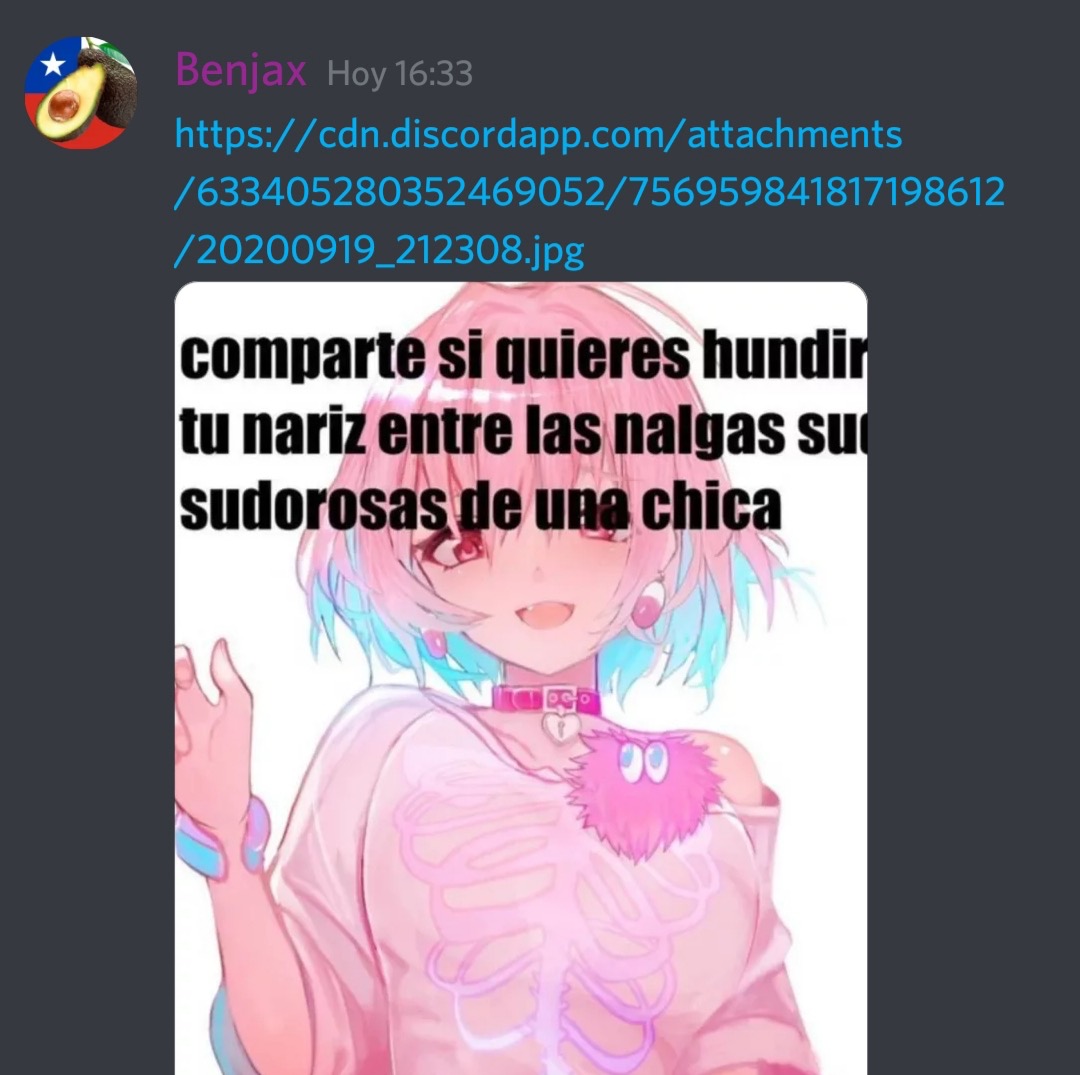 Benjax Hoy 16:33
https://cdn.discordapp.com/attachments
/633405280352469052/756959841817198612
/20200919_212308.jpg
comparte si quieres hundir
tu nariz entre las nalgas su
sudorosas de una chica